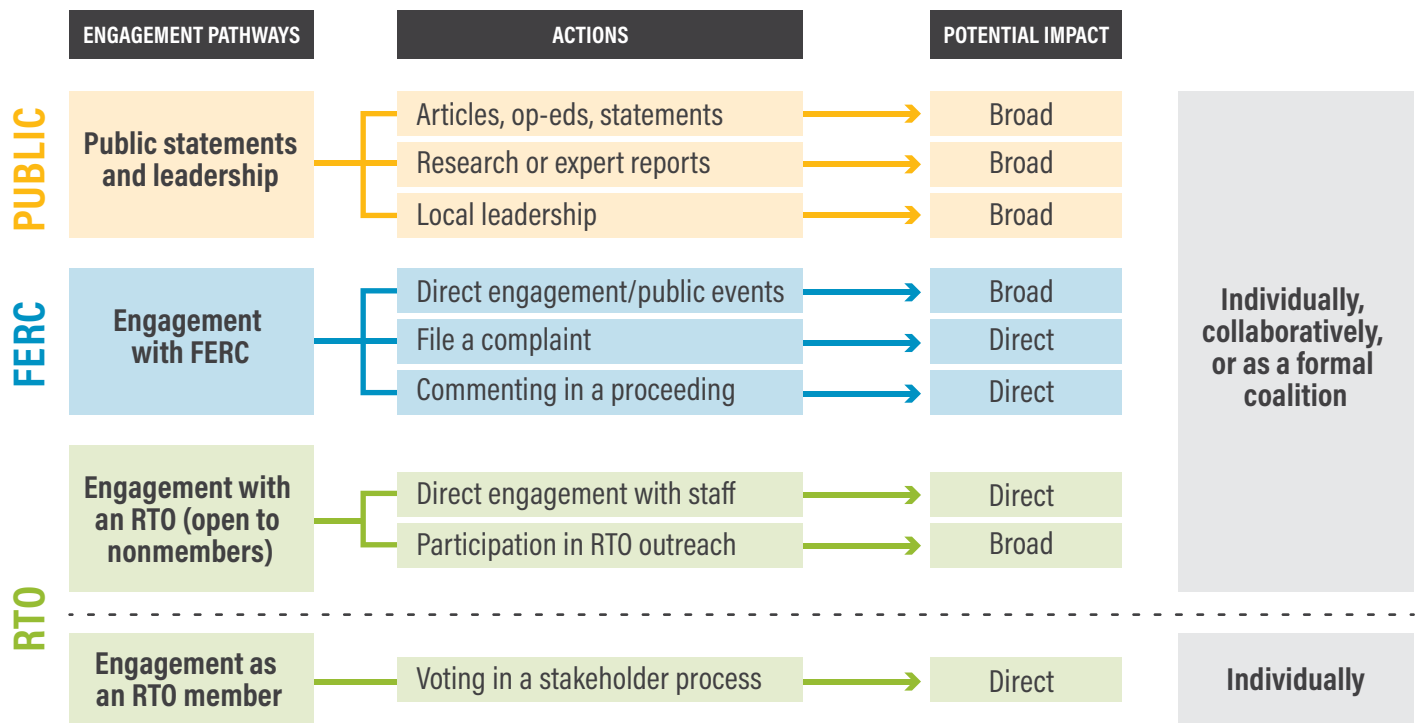 ENGAGEMENT PATHWAYS
ACTIONS
POTENTIAL IMPACT
PUBLIC
Public statements
and leadership
Articles, op-eds, statements
Broad
Research or expert reports
Broad
Local leadership
Broad
FERC
Engagement
with FERC
Direct engagement/public events
Broad
File a complaint
Direct
Commenting in a proceeding
Direct
Individually,
collaboratively,
or as a formal
coalition
RTO
Engagement with
an RTO (open to
nonmembers)
Direct engagement with staff
Direct
Participation in RTO outreach
Broad
Engagement as
an RTO member
Voting in a stakeholder process
Direct
Individually